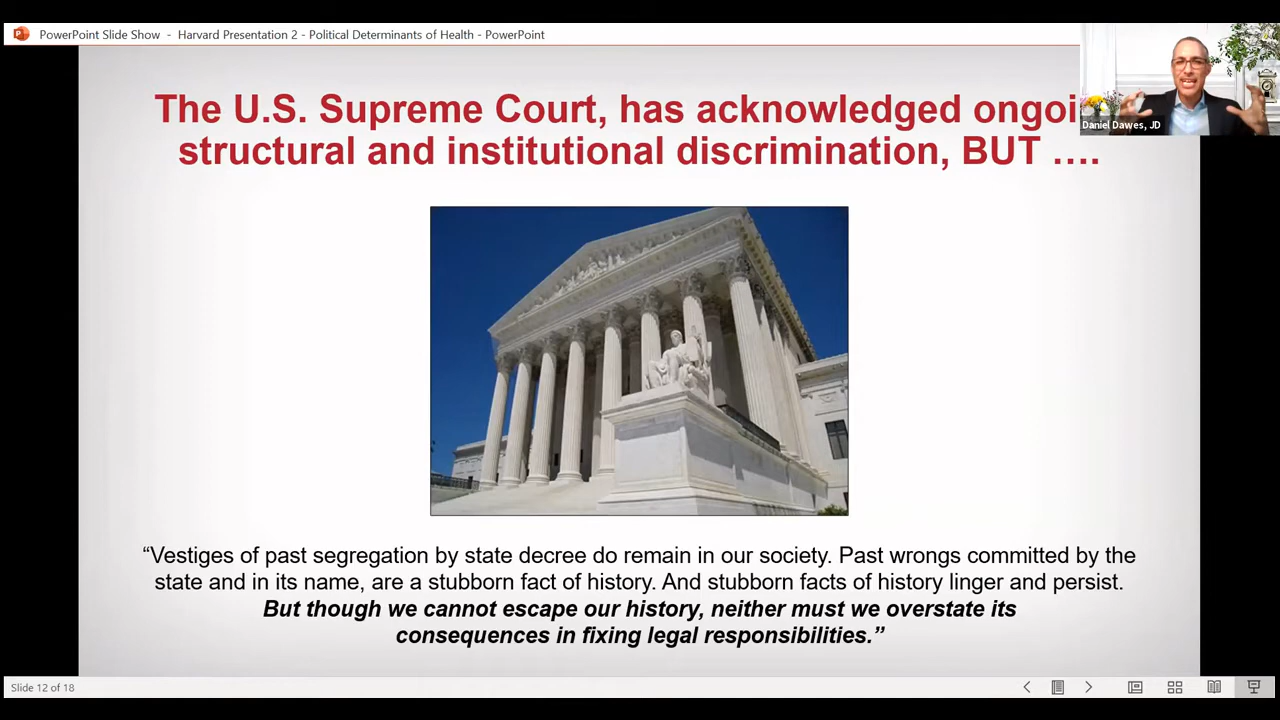 PowerPoint Slide Show - Harvard Presentation 2 - Political Determinants of Health - PowerPoint
Daniel Dawes, JD
The U.S. Supreme Court, has acknowledged
structural and institutional discrimination, BUT ....
“Vestiges of past segregation by state decree do remain in our society. Past wrongs committed by the
state and in its name, are a stubborn fact of history. And stubborn facts of history linger and persist.
But though we cannot escape our history, neither must we overstate its
consequences in fixing legal responsibilities.”
Slide 12 of 18